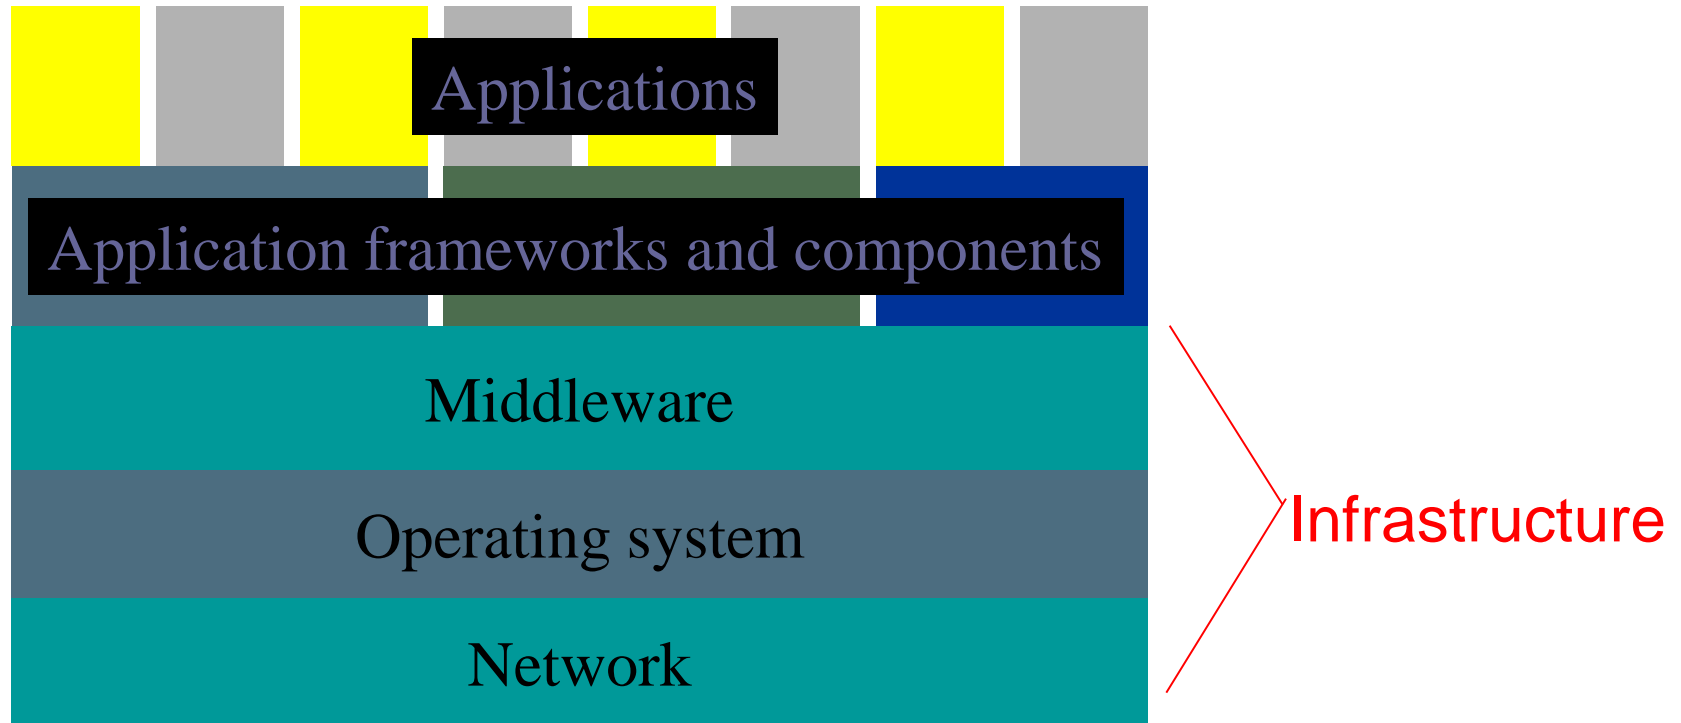 Applications
Application frameworks and components
Middleware
Operating system
Infrastructure
Network